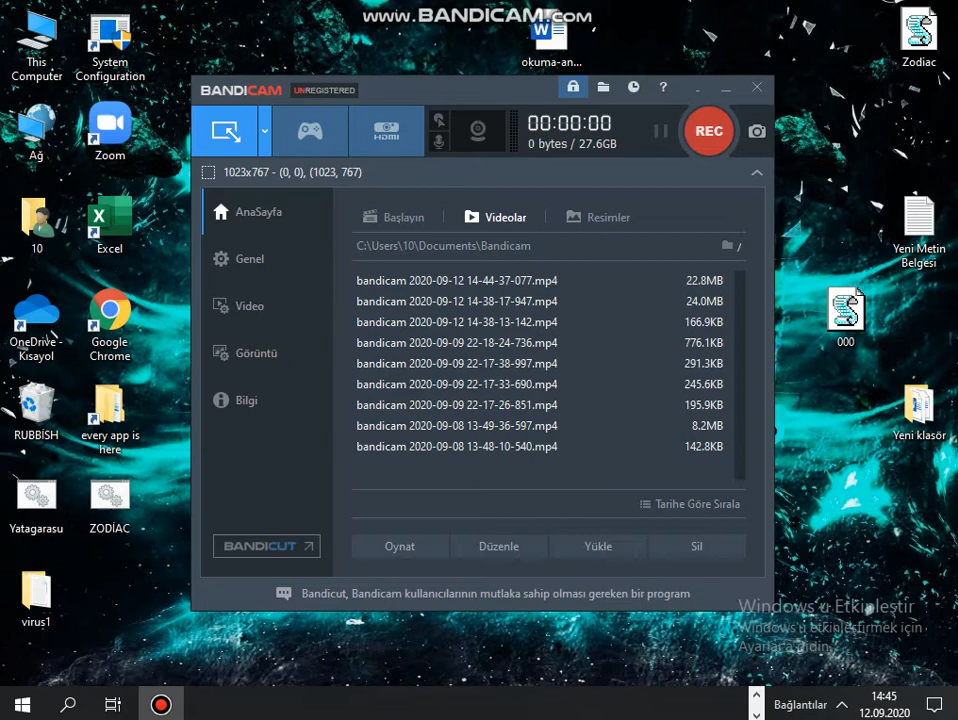 www.BANDICAM.com
This
Computer
System
Configuration
okuma-an...
Zodiac
BANDICAM UNREGISTERED
?
HDMI
00:00:00
0 bytes / 27.6GB
REC
1023x767 - (0, 0), (1023, 767)
Ağ
Zoom
AnaSayfa
Genel
Video
Görüntü
Bilgi
BANDICUT
Başlayın
Videolar
Resimler
C:\Users\10\Documents\Bandicam
/
bandicam 2020-09-12 14-44-37-077.mp4 22.8MB
bandicam 2020-09-12 14-38-17-947.mp4 24.0MB
bandicam 2020-09-12 14-38-13-142.mp4 166.9KB
bandicam 2020-09-09 22-18-24-736.mp4 776.1KB
bandicam 2020-09-09 22-17-38-997.mp4 291.3KB
bandicam 2020-09-09 22-17-33-690.mp4 245.6KB
bandicam 2020-09-09 22-17-26-851.mp4 195.9KB
bandicam 2020-09-08 13-49-36-597.mp4 8.2MB
bandicam 2020-09-08 13-48-10-540.mp4 142.8KB
Tarihe Göre Sırala
Oynat
Düzenle
Yükle
Sil
Bandicut, Bandicam kullanıcılarının mutlaka sahip olması gereken bir program
10
Excel
OneDrive -
Kısayol
Google
Chrome
RUBBİSH
every app is
here
Yatagarasu
ZODİAC
virus1
Yeni Metin
Belgesi
000
Yeni klasör
Windows'u Etkinleştir
Windows'u etkinleştirmek için
Ayarlar'a gidin.
Bağlantılar
14:45
12.09.2020